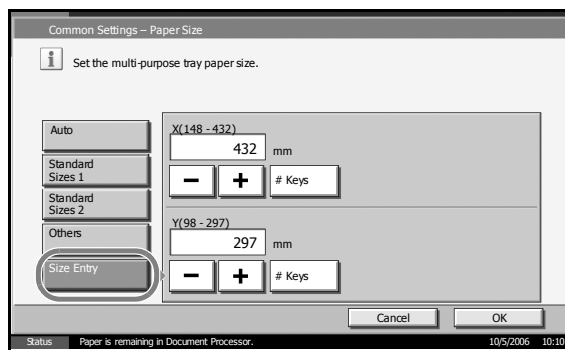 Common Settings – Paper Size
i Set the multi-purpose tray paper size.
Auto
Standard
Sizes 1
Standard
Sizes 2
Others
Size Entry
X(148 - 432)
432 mm
− + # Keys
Y(98 - 297)
297 mm
− + # Keys
Cancel OK
Status Paper is remaining in Document Processor. 10/5/2006 10:10